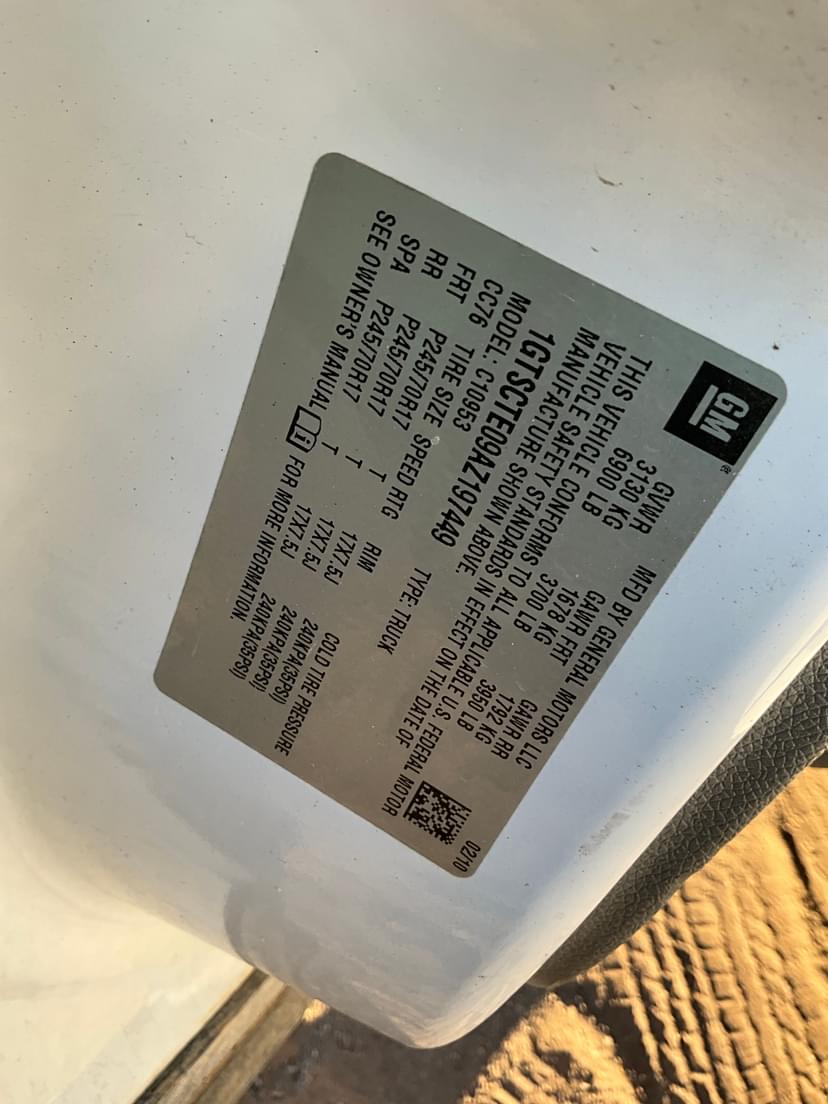 GM
®
MFD BY GENERAL MOTORS LLC 02/10
GVWR GAWR FRT GAWR RR
3130 KG 1678 KG 1792 KG
6900 LB 3700 LB 3950 LB
THIS VEHICLE CONFORMS TO ALL APPLICABLE U.S. FEDERAL MOTOR
VEHICLE SAFETY STANDARDS IN EFFECT ON THE DATE OF
MANUFACTURE SHOWN ABOVE.
1GTSCTE09AZ197449 TYPE: TRUCK
MODEL: C10953
CC76 TIRE SIZE SPEED RTG RIM COLD TIRE PRESSURE
FRT P245/70R17 T 17X7.5J 240KPA(35PSI)
RR P245/70R17 T 17X7.5J 240KPA(35PSI)
SPA P245/70R17 T 17X7.5J 240KPA(35PSI)
SEE OWNER'S MANUAL FOR MORE INFORMATION.